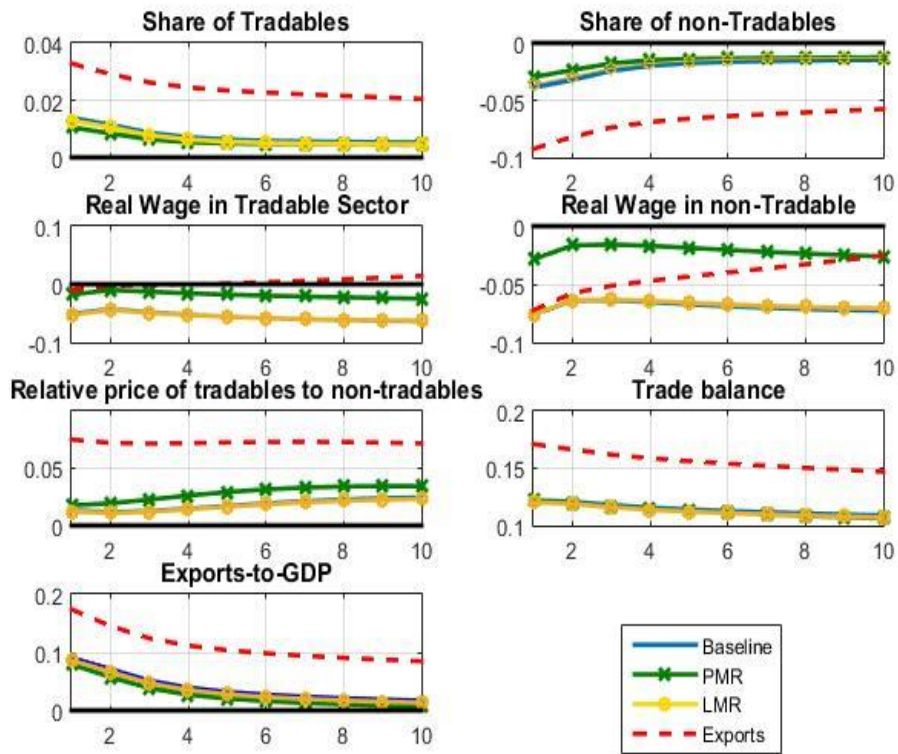 Share of Tradables
0.04
0.02
0
2 4 6 8 10
Share of non-Tradables
0
-0.05
-0.1
2 4 6 8 10
Real Wage in Tradable Sector
0.1
0
-0.1
2 4 6 8 10
Real Wage in non-Tradable
0
-0.05
-0.1
2 4 6 8 10
Relative price of tradables to non-tradables
0.05
0
2 4 6 8 10
Trade balance
0.2
0.15
0.1
2 4 6 8 10
Exports-to-GDP
0.2
0.1
0
2 4 6 8 10
Baseline
PMR
LMR
Exports